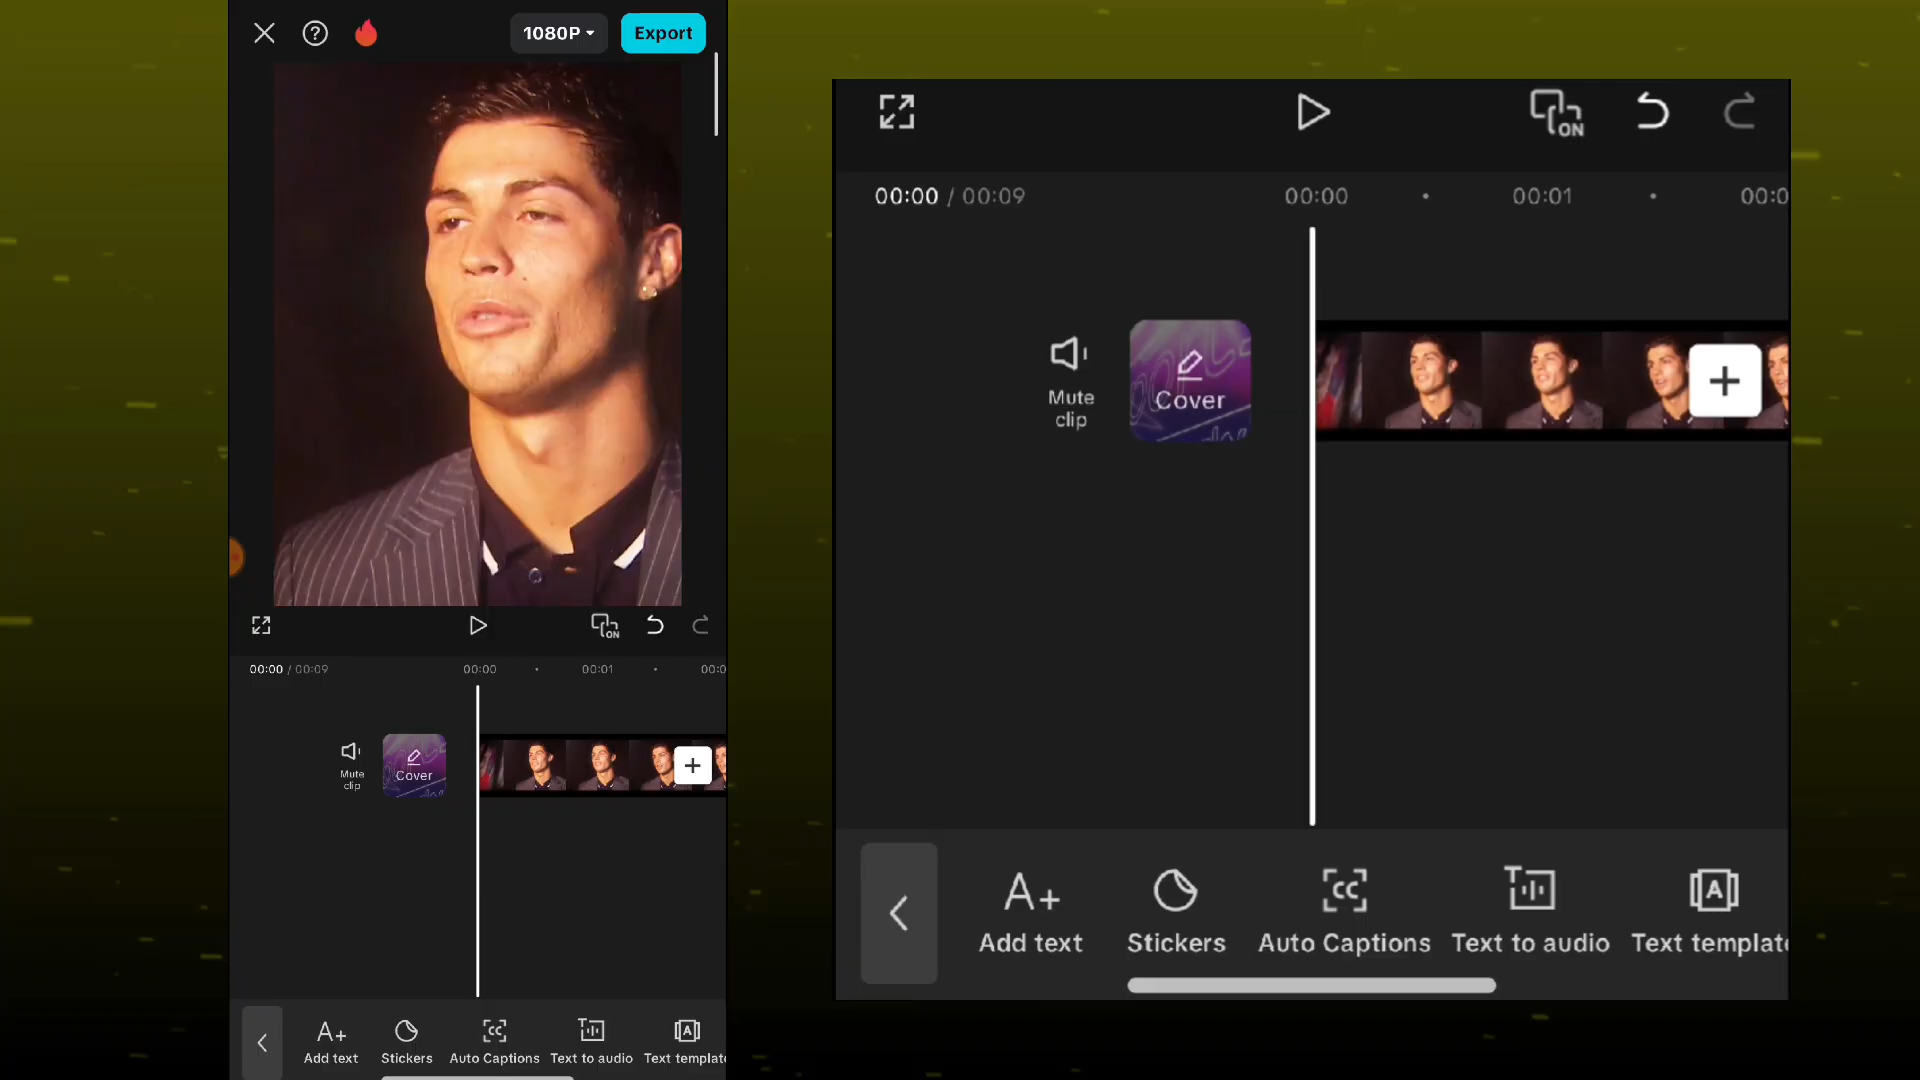 1080P
Export
ON
00:00 / 00:09
00:00
00:01
00:0
Mute
clip
Cover
Add text
Stickers
Auto Captions
Text to audio
Text templat
ON
00:00 / 00:09
00:00
00:01
00:0
Mute
clip
Cover
Add text
Stickers
Auto Captions
Text to audio
Text templat